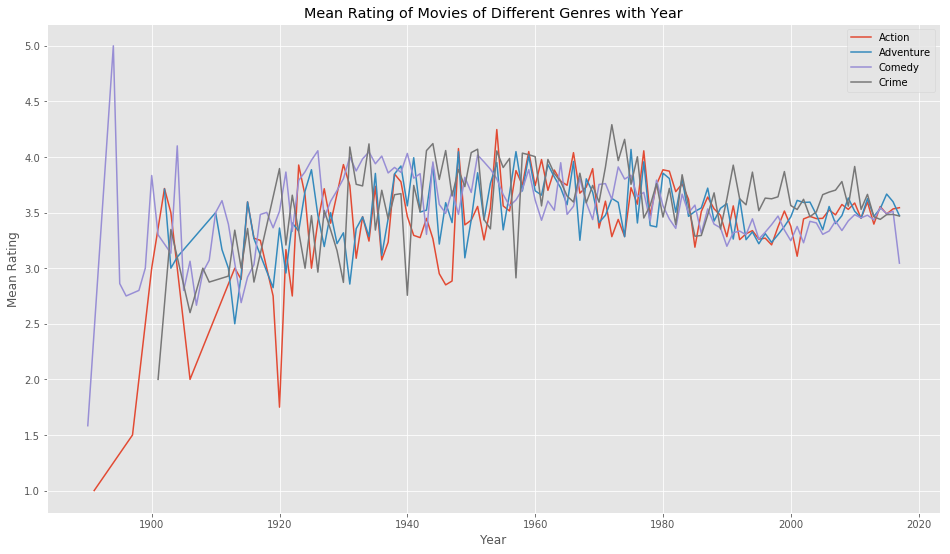 Mean Rating of Movies of Different Genres with Year
Action
Adventure
Comedy
Crime
5.0
4.5
4.0
3.5
3.0
2.5
2.0
1.5
1.0
Mean Rating
1900
1920
1940
1960
1980
2000
2020
Year